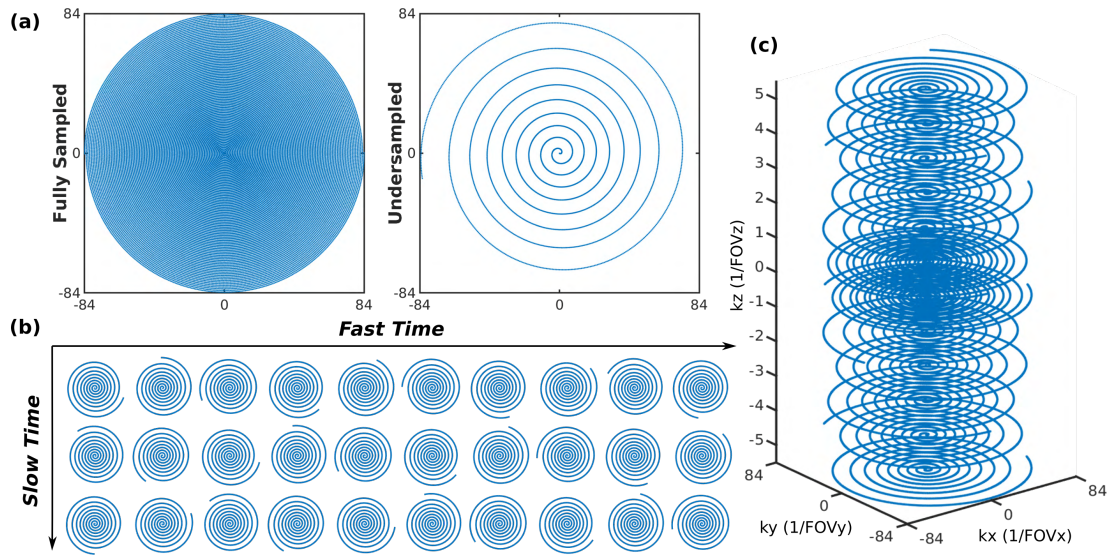 (a)
84
0
-84
-84
0
84
Fully Sampled
84
0
-84
-84
0
84
Undersampled
(b)
Fast Time
Slow Time
(c)
5
4
3
2
1
0
-1
-2
-3
-4
-5
kz (1/FOVz)
84
0
-84
ky (1/FOVy)
-84
0
84
kx (1/FOVx)